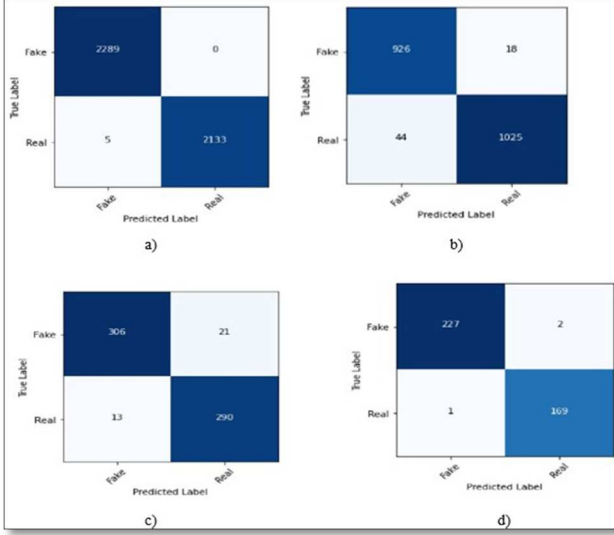 Fake
2289
0
True Label
Real
5
2133
Fake
Real
Predicted Label
a)
Fake
926
18
True Label
Real
44
1025
Fake
Real
Predicted Label
b)
Fake
306
21
True Label
Real
13
290
Fake
Real
Predicted Label
c)
Fake
227
2
True Label
Real
1
169
Fake
Real
Predicted Label
d)